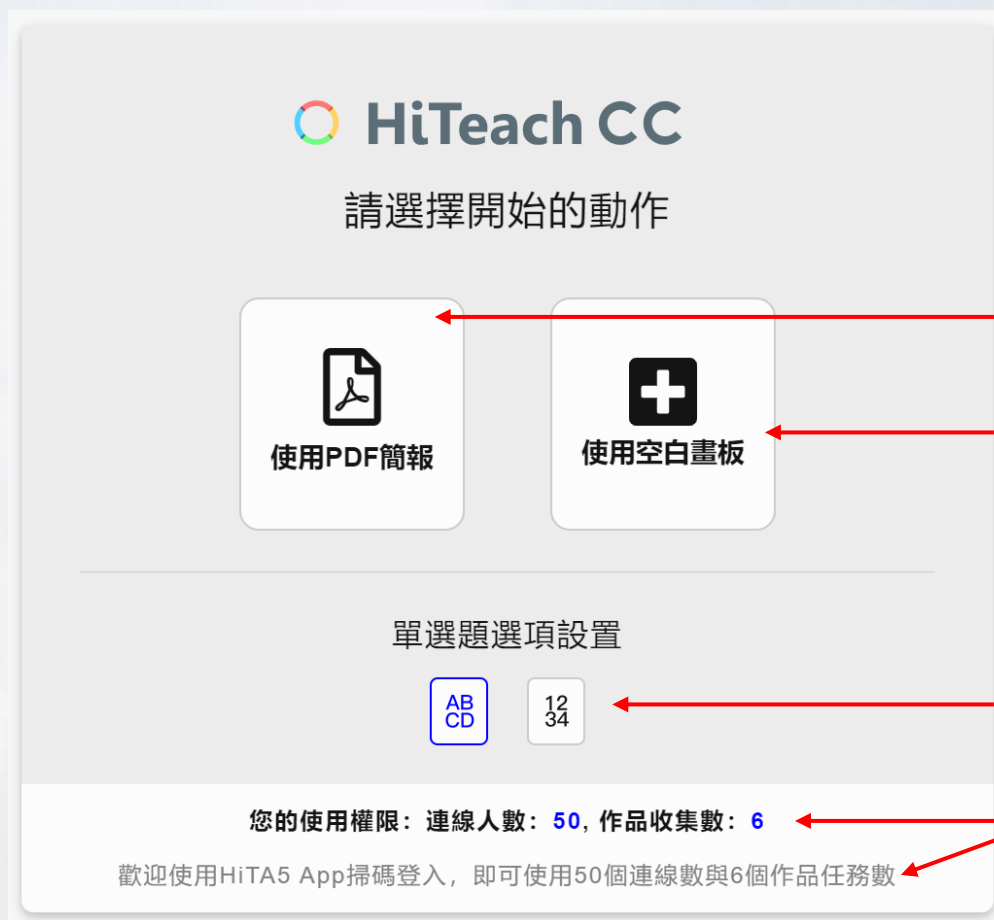 HiTeach CC
請選擇開始的動作
使用PDF簡報
使用空白畫板
單選題選項設置
AB
CD
12
34
您的使用權限：連線人數：50, 作品收集數：6
歡迎使用HiTA5 App掃碼登入，即可使用50個連線數與6個作品任務數